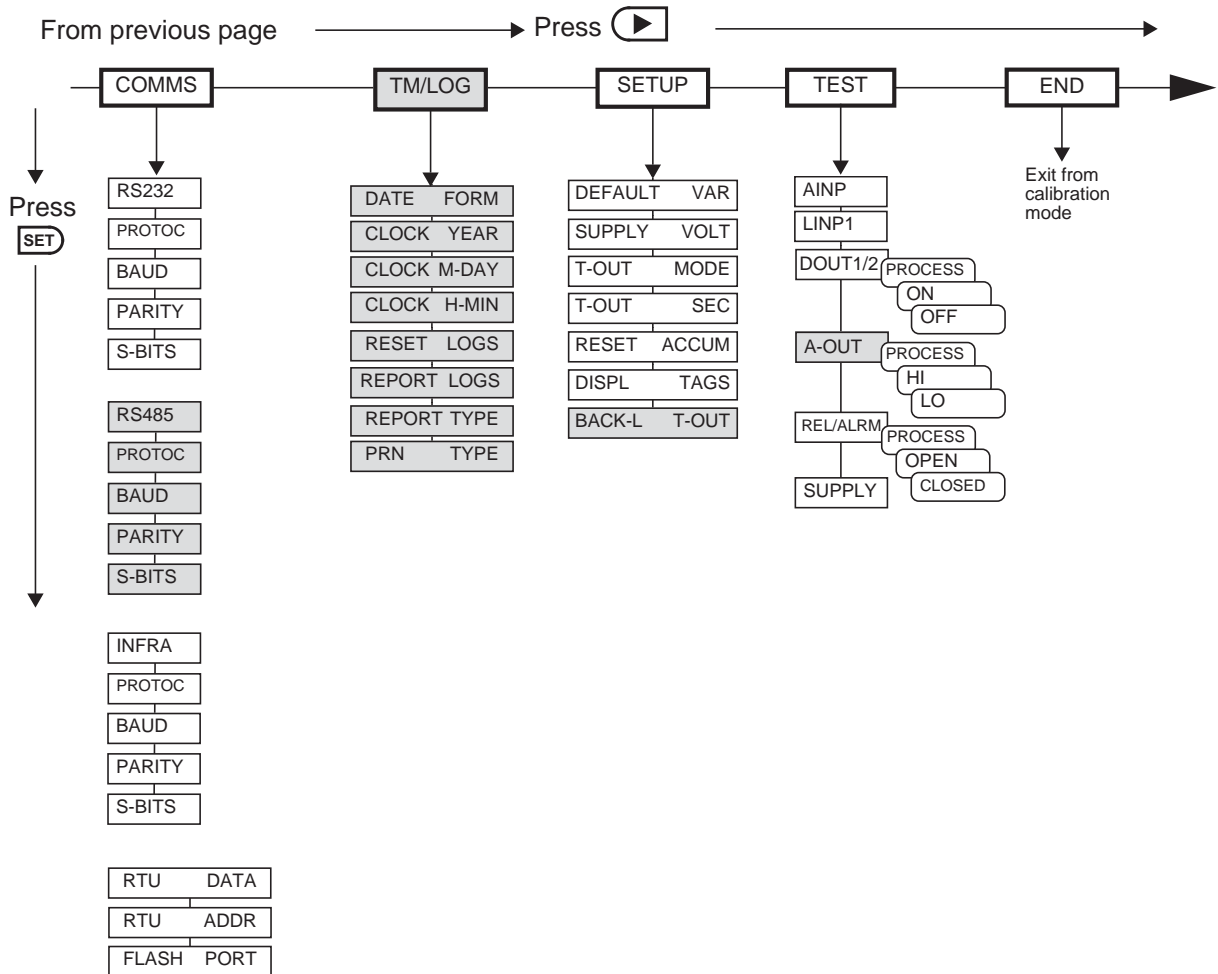 From previous page
Press
COMMS
TM/LOG
SETUP
TEST
END
Press
SET
RS232
PROTOC
BAUD
PARITY
S-BITS
RS485
PROTOC
BAUD
PARITY
S-BITS
INFRA
PROTOC
BAUD
PARITY
S-BITS
RTU DATA
RTU ADDR
FLASH PORT
DATE FORM
CLOCK YEAR
CLOCK M-DAY
CLOCK H-MIN
RESET LOGS
REPORT LOGS
REPORT TYPE
PRN TYPE
DEFAULT VAR
SUPPLY VOLT
T-OUT MODE
T-OUT SEC
RESET ACCUM
DISPL TAGS
BACK-L T-OUT
AINP
LINP1
DOUT1/2
PROCESS
ON
OFF
A-OUT
PROCESS
HI
LO
REL/ALRM
PROCESS
OPEN
CLOSED
SUPPLY
Exit from
calibration
mode